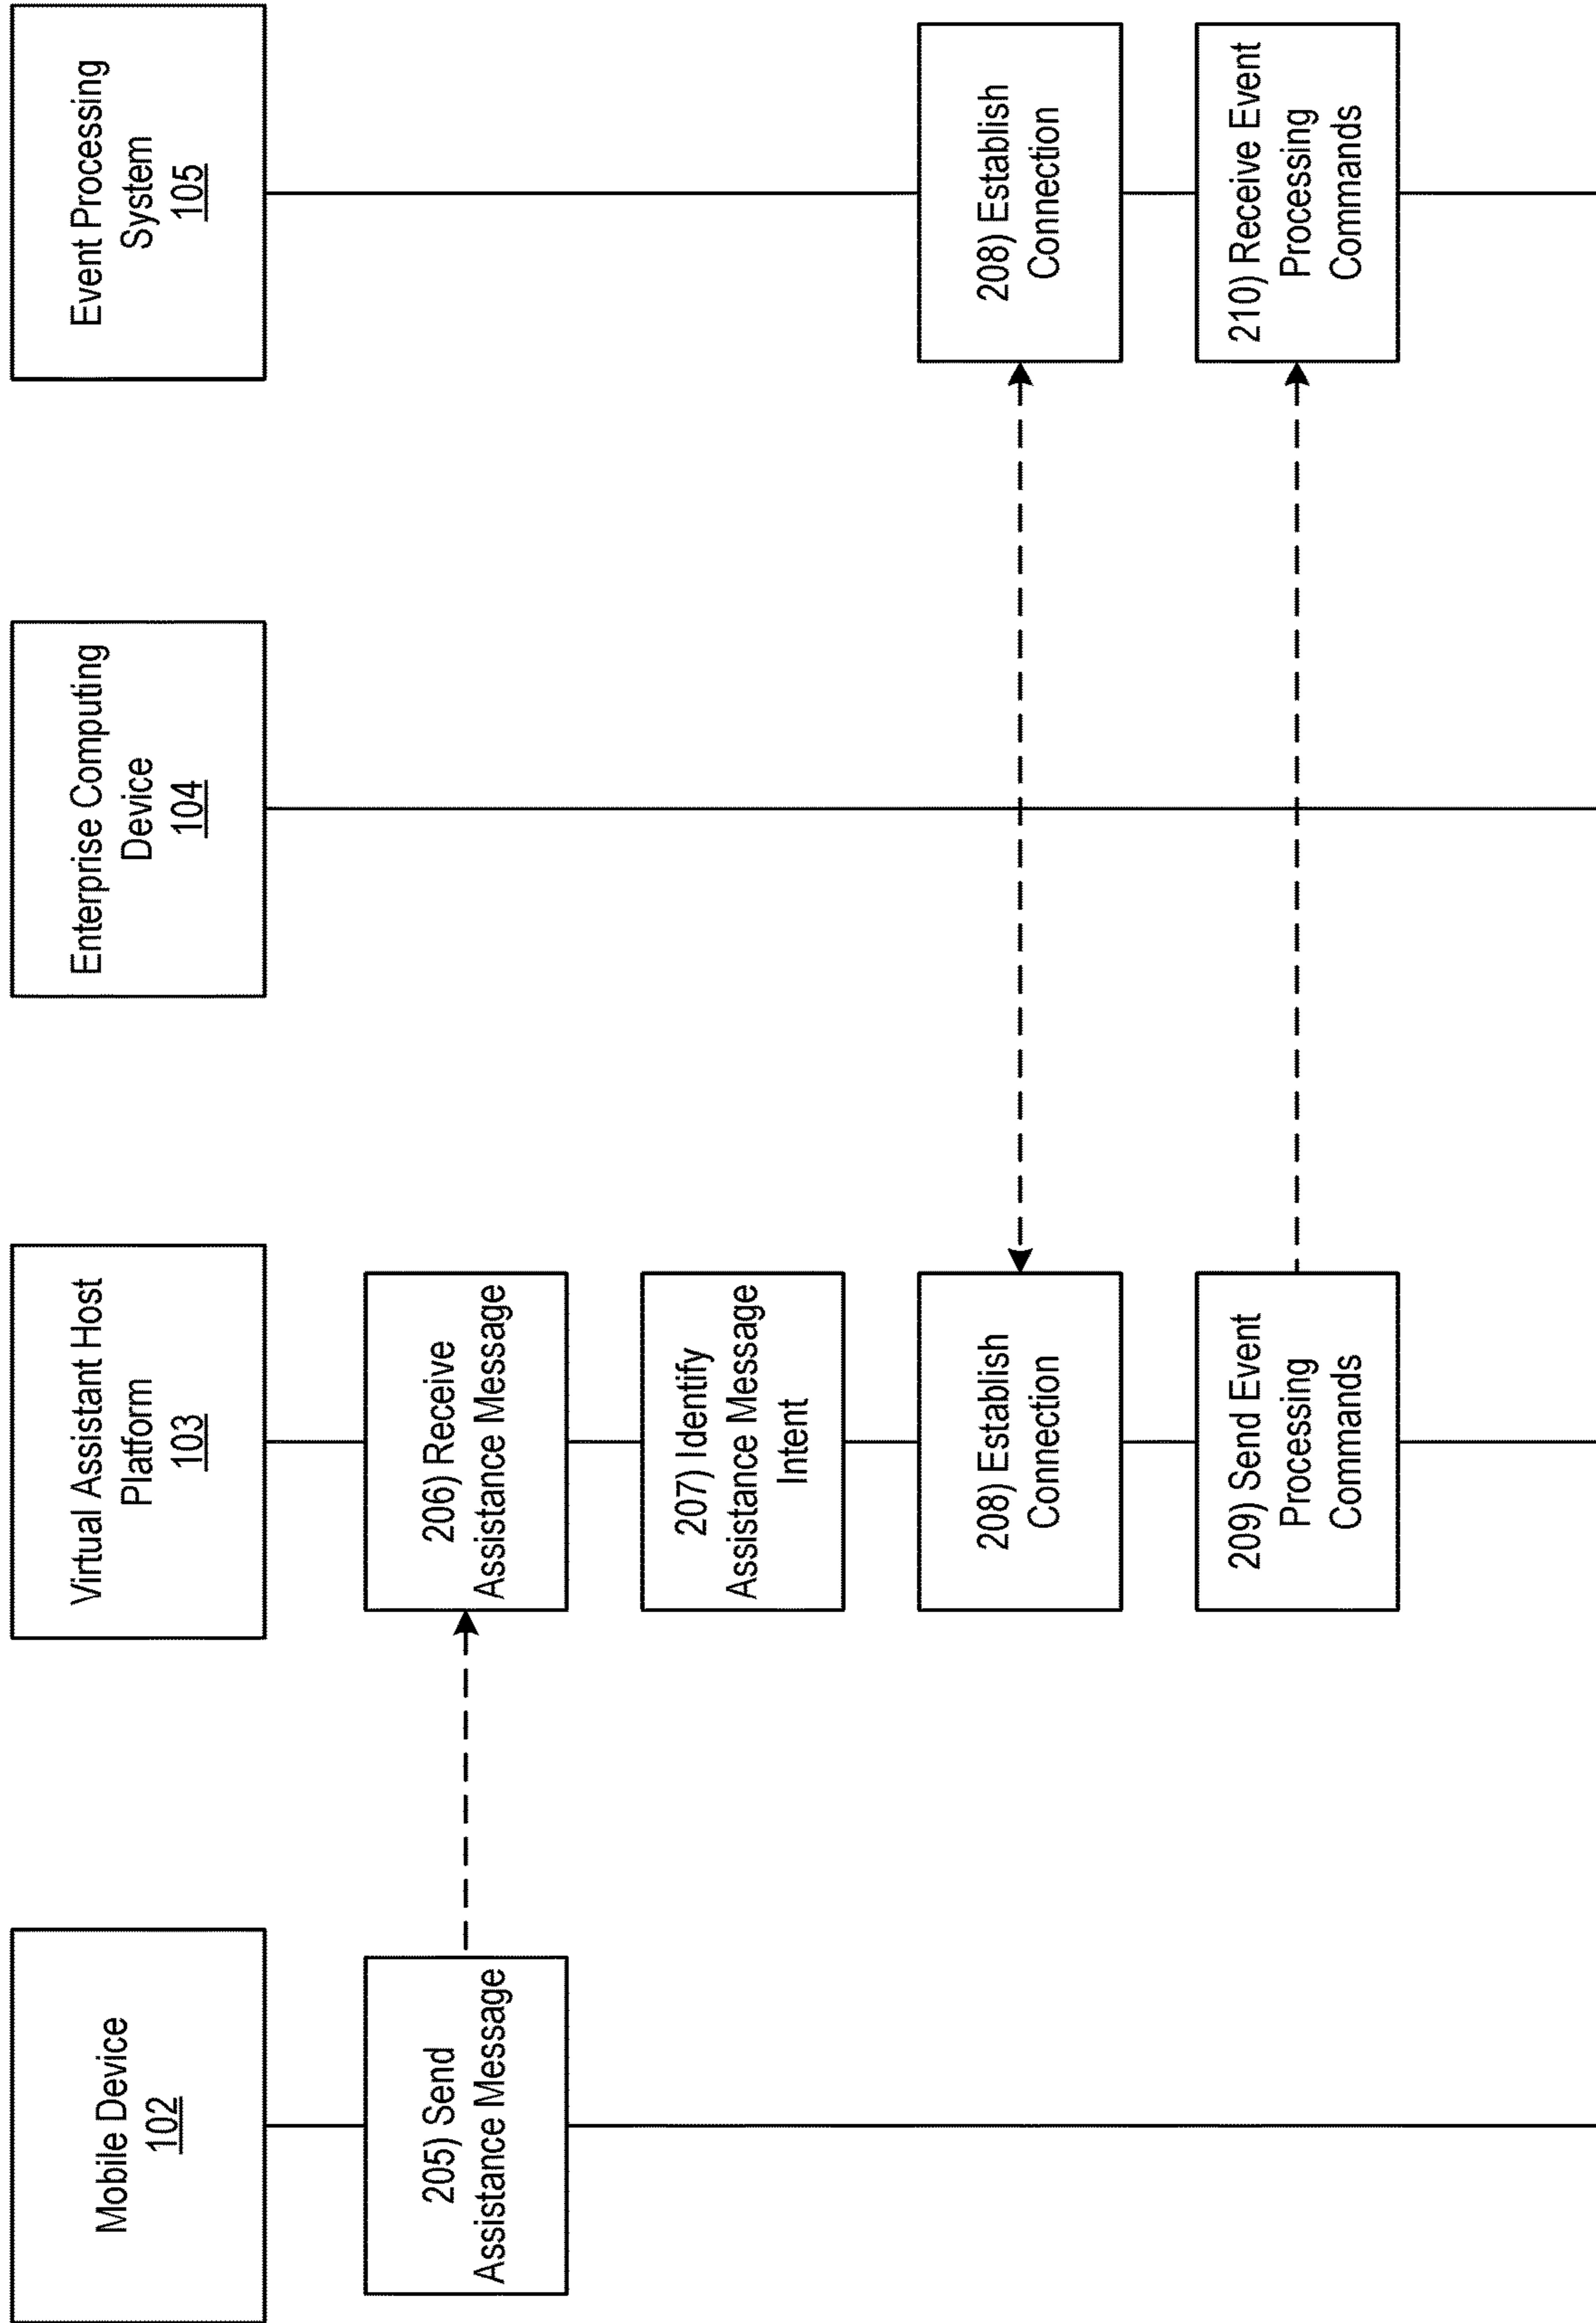 Mobile Device
102
Virtual Assistant Host
Platform
103
Enterprise Computing
Device
104
Event Processing
System
105
205) Send
Assistance Message
206) Receive
Assistance Message
207) Identify
Assistance Message
Intent
208) Establish
Connection
208) Establish
Connection
209) Send Event
Processing
Commands
210) Receive Event
Processing
Commands